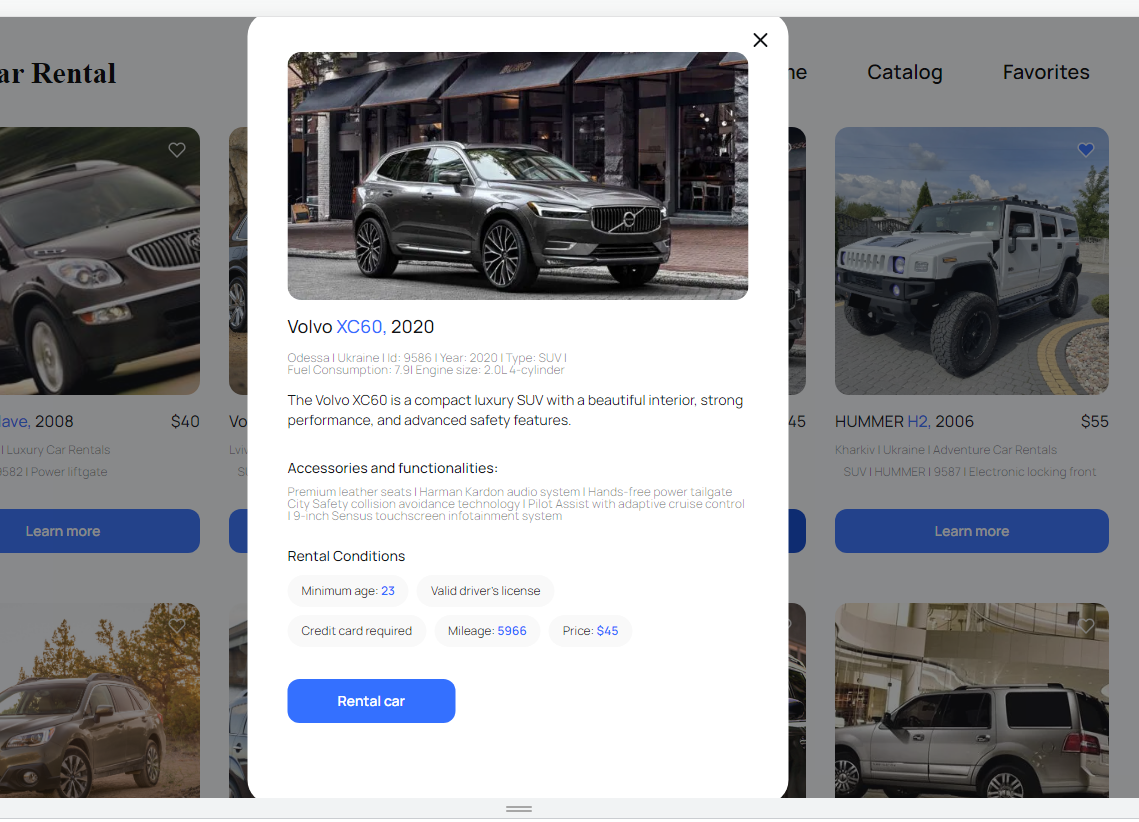 ar Rental
me
Catalog
Favorites
VOLVO
Volvo XC60, 2020
Odessa | Ukraine | Id: 9586 | Year: 2020 | Type: SUV |
Fuel Consumption: 7.9| Engine size: 2.0L 4-cylinder
The Volvo XC60 is a compact luxury SUV with a beautiful interior, strong
performance, and advanced safety features.
Accessories and functionalities:
Premium leather seats | Harman Kardon audio system | Hands-free power tailgate
City Safety collision avoidance technology | Pilot Assist with adaptive cruise control
| 9-inch Sensus touchscreen infotainment system
Rental Conditions
Minimum age: 23
Valid driver's license
Credit card required
Mileage: 5966
Price: $45
Rental car
lave, 2008
$40
| Luxury Car Rentals
9582 | Power liftgate
Learn more
Vo
45
Lviv
SU
HUMMER H2, 2006
$55
Kharkiv | Ukraine | Adventure Car Rentals
SUV | HUMMER | 9587 | Electronic locking front
Learn more